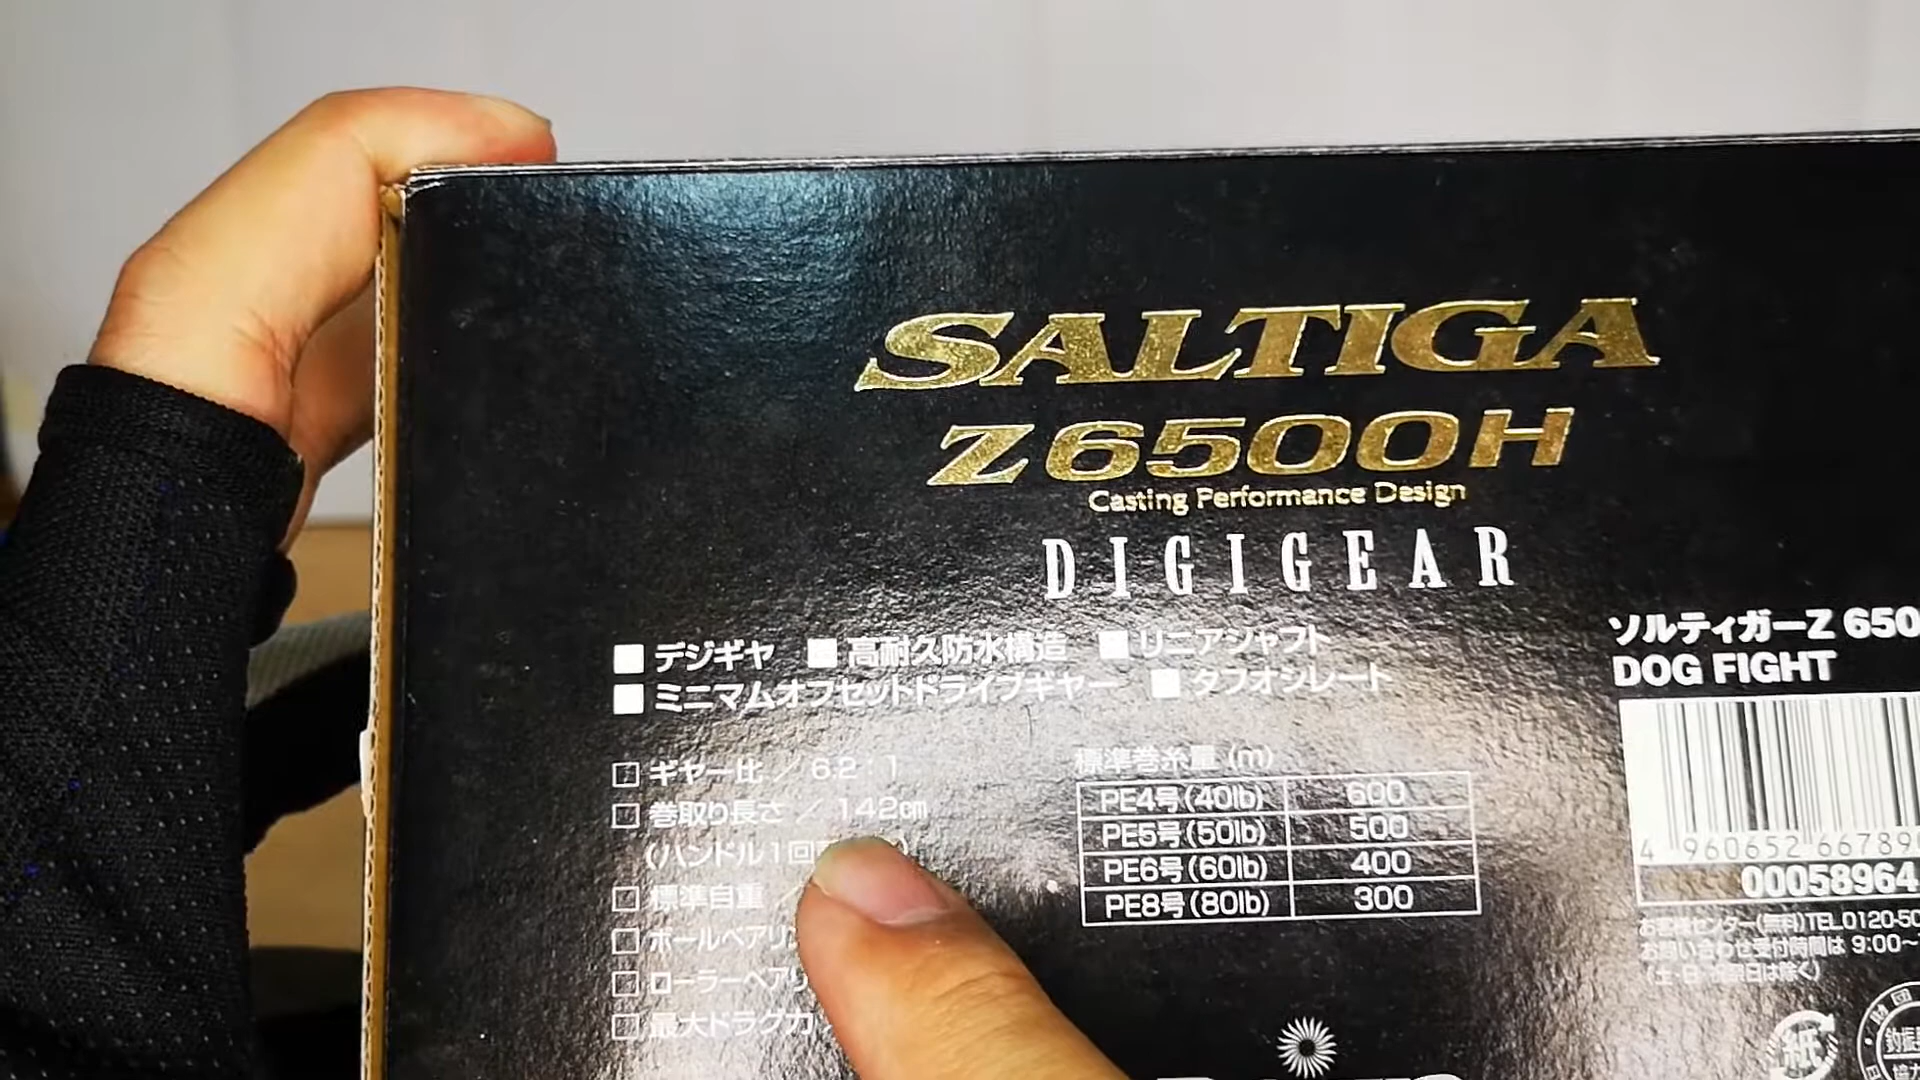 SALTIGA
Z6500H
Casting Performance Design
DIGIGEAR
■ デジギヤ ■ 高耐久防水構造 ■ リニアシャフト
■ ミニマムオフセットドライブギヤー ■ タフオシレート
□ ギヤー比 / 6.2:1
□ 巻取り長さ / 142cm
(ハンドル1回
□ 標準自重 /
□ ボールベアリ
□ ローラーベアリ
□ 最大ドラグ力
標準巻糸量 (m)
PE4号(40lb) 600
PE5号(50lb) 500
PE6号(60lb) 400
PE8号(80lb) 300
ソルティガーZ 650
DOG FIGHT
4 960652 66789
00058964
お客様センター(無料)TEL0120-50
お問い合わせ受付時間は 9:00~
(土・日・祝祭日は除く)
紙